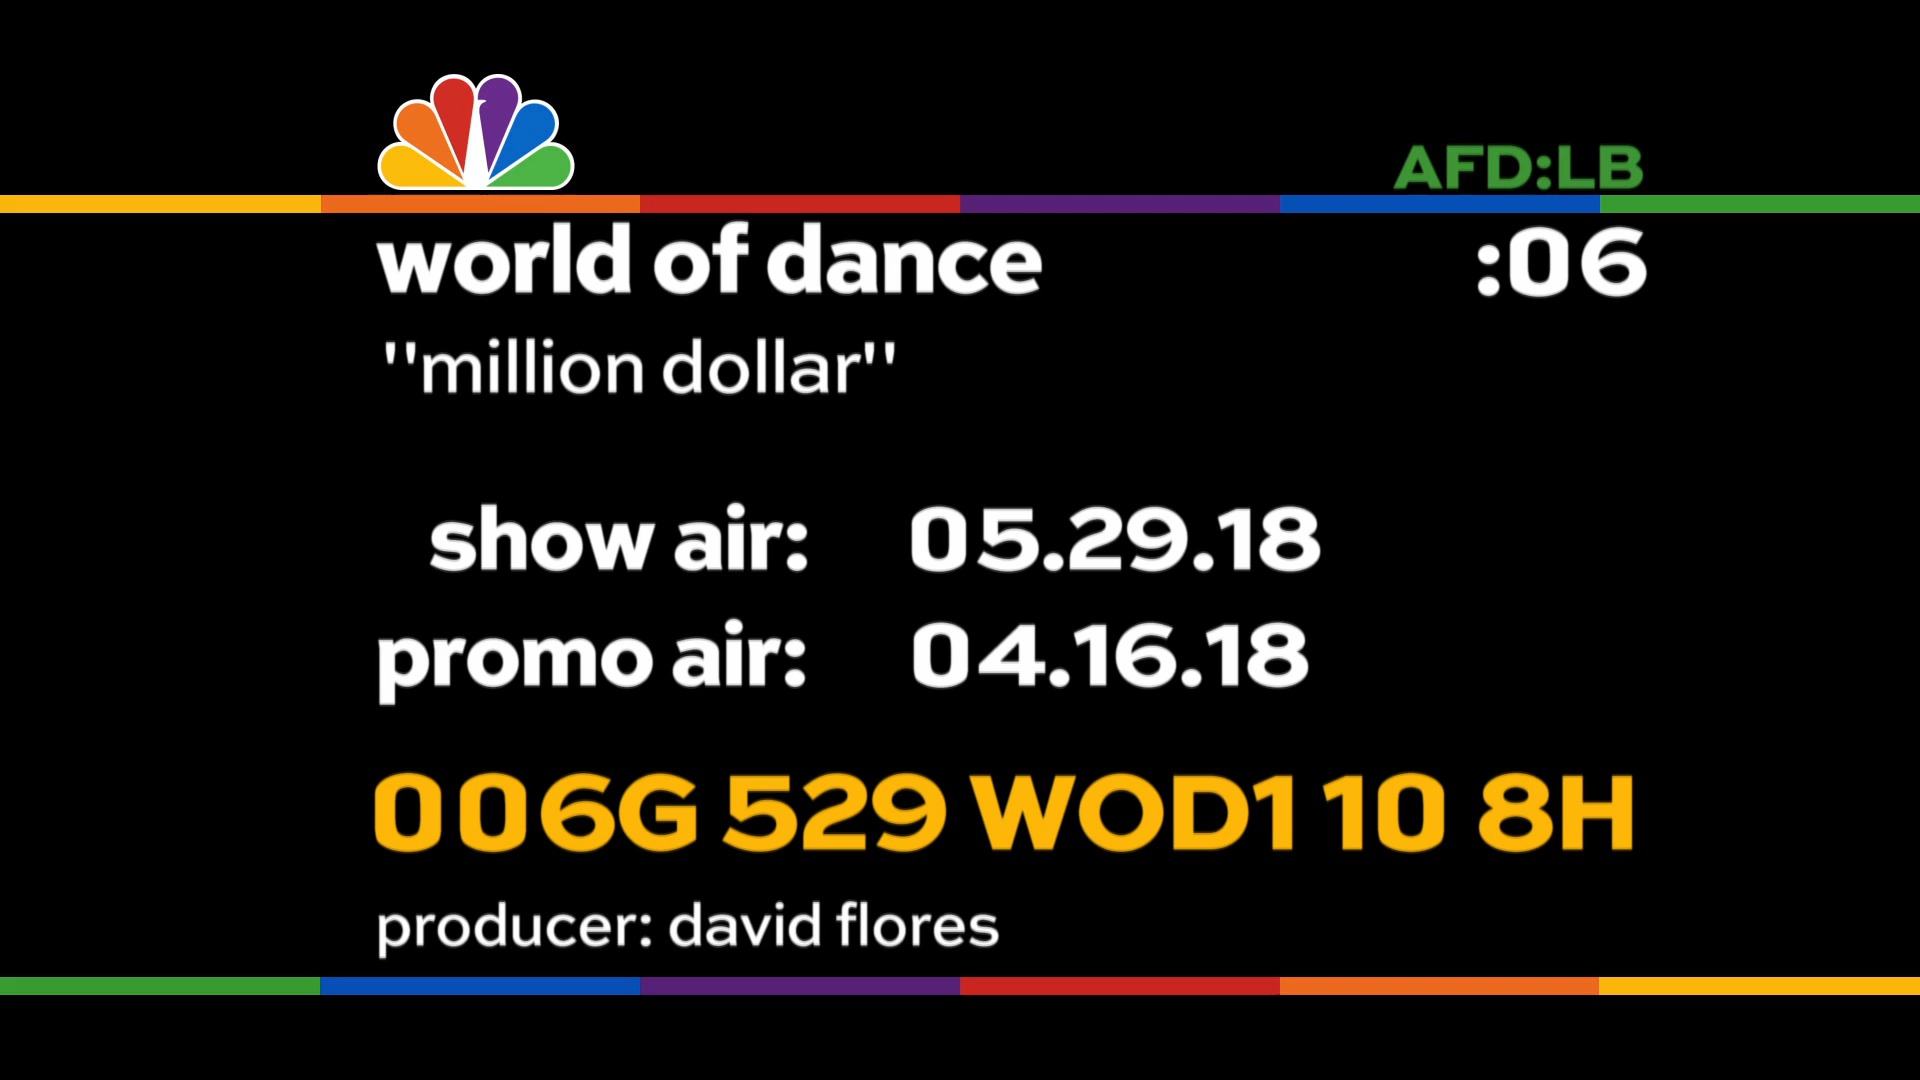 AFD:LB
world of dance :06
"million dollar"
show air: 05.29.18
promo air: 04.16.18
006G 529 WOD1 10 8H
producer: david flores